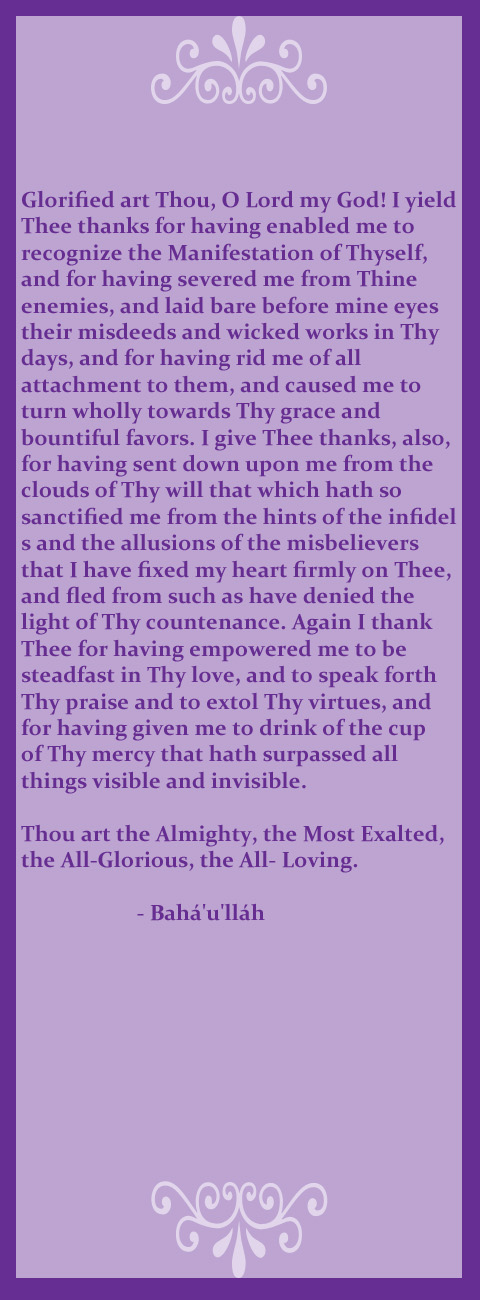 Glorified art Thou, O Lord my God! I yield
Thee thanks for having enabled me to
recognize the Manifestation of Thyself,
and for having severed me from Thine
enemies, and laid bare before mine eyes
their misdeeds and wicked works in Thy
days, and for having rid me of all
attachment to them, and caused me to
turn wholly towards Thy grace and
bountiful favors. I give Thee thanks, also,
for having sent down upon me from the
clouds of Thy will that which hath so
sanctified me from the hints of the infidel
s and the allusions of the misbelievers
that I have fixed my heart firmly on Thee,
and fled from such as have denied the
light of Thy countenance. Again I thank
Thee for having empowered me to be
steadfast in Thy love, and to speak forth
Thy praise and to extol Thy virtues, and
for having given me to drink of the cup
of Thy mercy that hath surpassed all
things visible and invisible.
Thou art the Almighty, the Most Exalted,
the All-Glorious, the All- Loving.
- Bahá'u'lláh